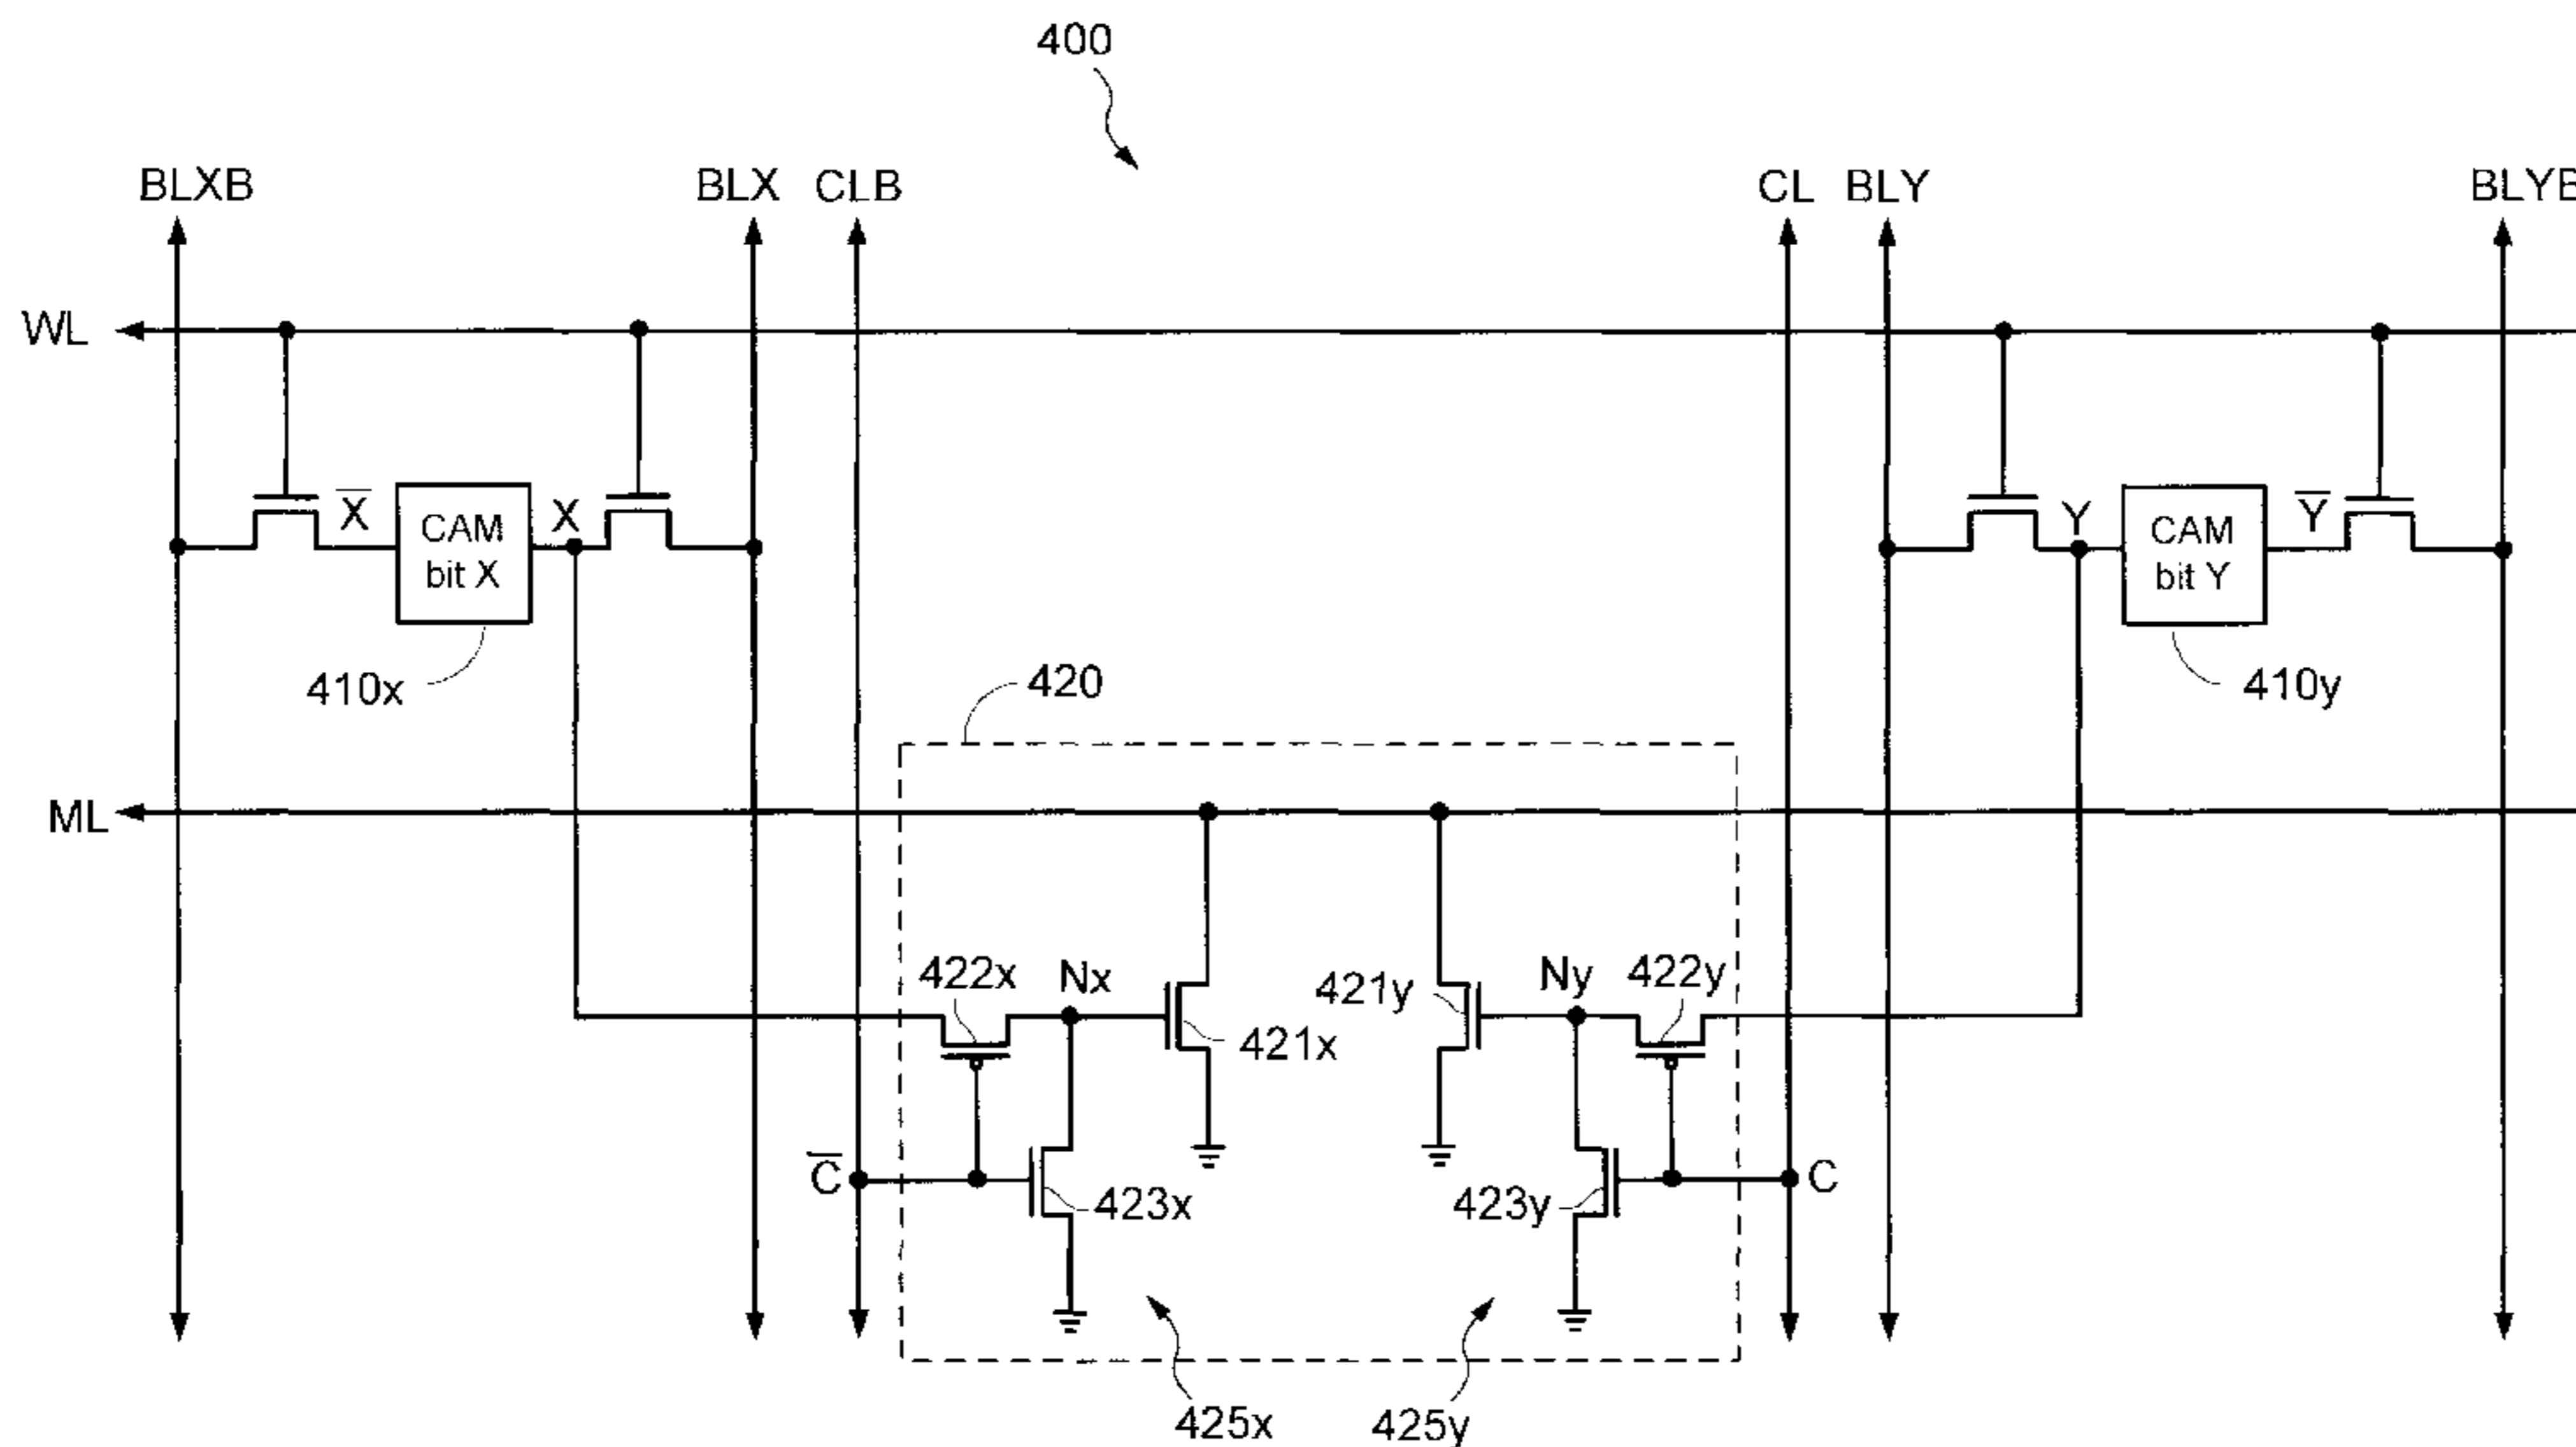 400
BLXB BLX CLB CL BLY BLYB
WL
X̅ CAM bit X X
Y CAM bit Y Y̅
410x 410y
420
ML
422x Nx Ny 422y
421y
421x
C̅ C
423x 423y
425x 425y